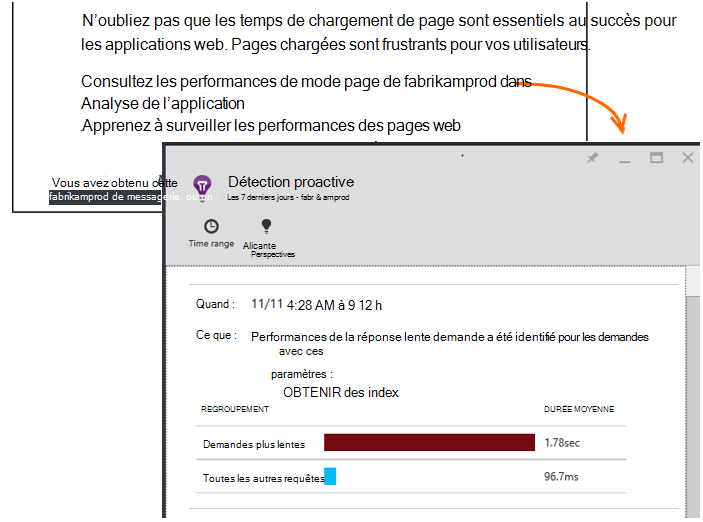 N'oubliez pas que les temps de chargement de page sont essentiels au succès pour
les applications web. Pages chargées sont frustrants pour vos utilisateurs.
Consultez les performances de mode page de fabrikamprod dans
Analyse de l'application
Apprenez à surveiller les performances des pages web
Vous avez obtenu cette
fabrikamprod de messagerie, ou un :
Détection proactive
Les 7 derniers jours - fabr & amprod
Time range
Alicante
Perspectives
Quand : 11/11 4:28 AM à 9 12 h
Ce que : Performances de la réponse lente demande a été identifié pour les demandes
avec ces
paramètres :
OBTENIR des index
REGROUPEMENT DURÉE MOYENNE
Demandes plus lentes 1.78sec
Toutes les autres requêtes 96.7ms